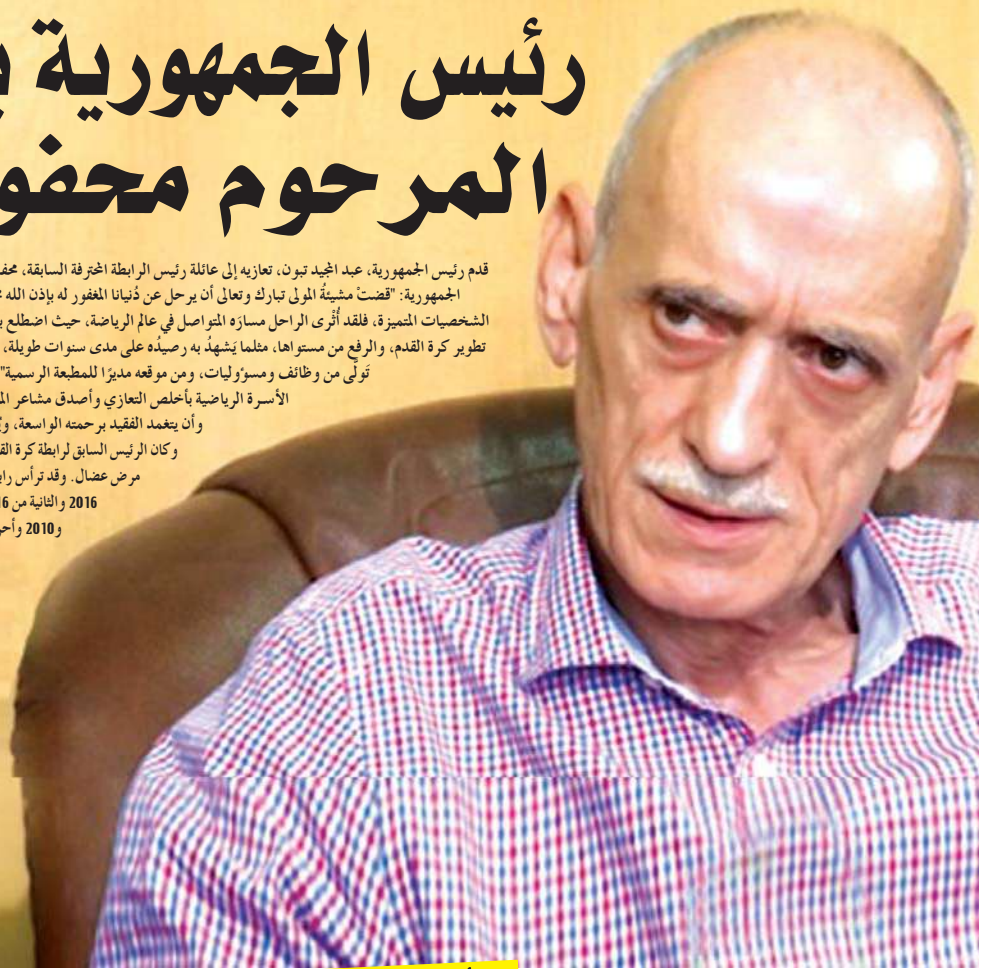 رئيس الجمهورية
المرحوم
قدم رئيس الجمهورية، عبد المجيد تبون، تعازيه إلى عائلة رئيس الرابطة المحترفة السابقة،
الجمهورية: "قضتْ مشيئةُ المولى تبارك وتعالى أن يرحل عن دُنيانا المغفور له بإذن الله
الشخصيات المتميزة، فلقد أَثْرى الراحل مسارَه المتواصل في عالم الرياضة، حيث اضطلع
تطوير كرة القدم، والرفع من مستواها، مثلما يَشهدُ به رصيدُه على مدى سنوات طويلة،
تَولَّى من وظائف ومسؤوليات، ومن موقعه مديرًا للمطبعة الرسمية"
الأسرة الرياضية بأخلص التعازي وأصدق مشاعر
وأن يتغمد الفقيد برحمته الواسعة،
وكان الرئيس السابق لرابطة كرة
مرض عضال. وقد ترأس
2016 والثانية من
و2010